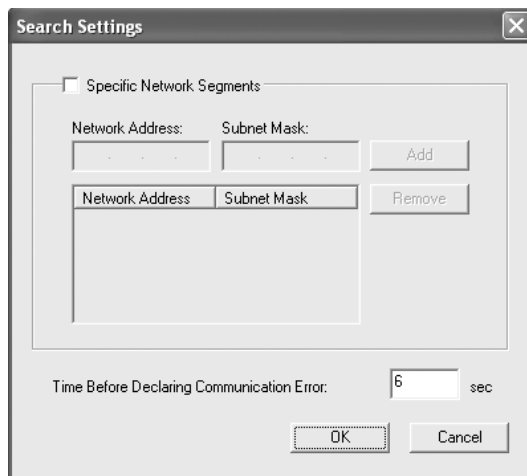 Search Settings
Specific Network Segments
Network Address: Subnet Mask:
. . . . . . Add
Network Address Subnet Mask Remove
Time Before Declaring Communication Error: 6 sec
OK Cancel